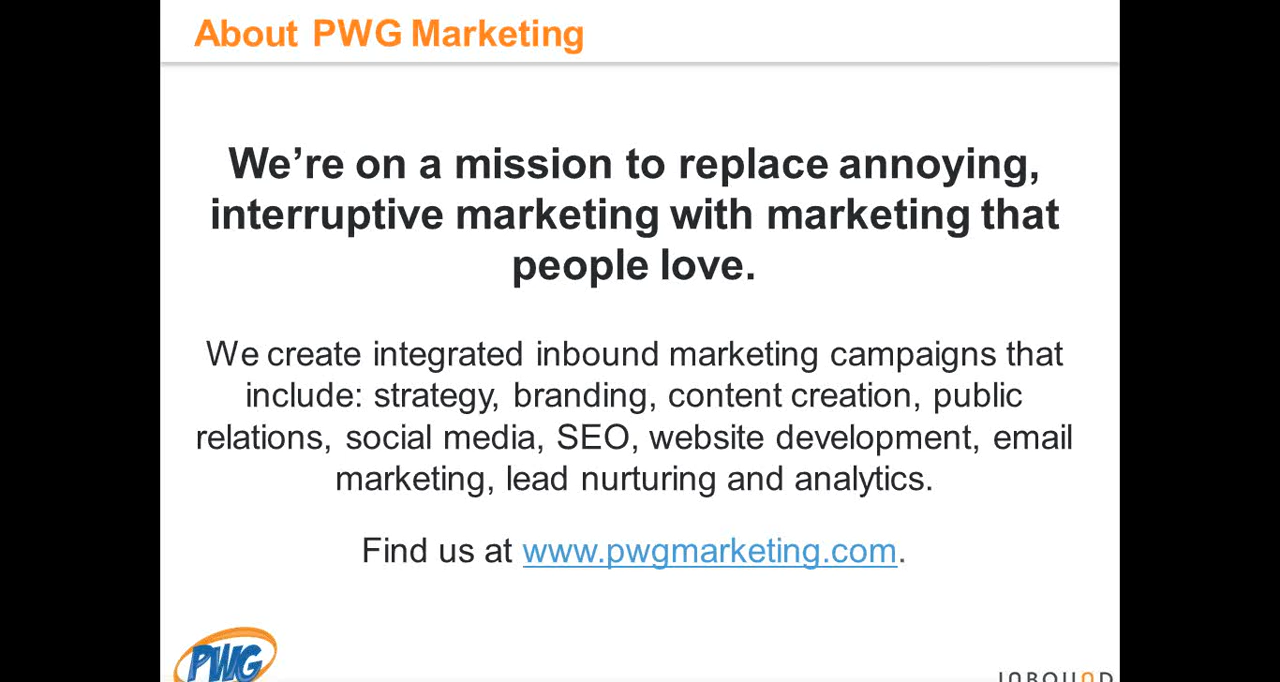 About PWG Marketing
We’re on a mission to replace annoying,
interruptive marketing with marketing that
people love.
We create integrated inbound marketing campaigns that
include: strategy, branding, content creation, public
relations, social media, SEO, website development, email
marketing, lead nurturing and analytics.
Find us at www.pwgmarketing.com.
PWG
INBOUND